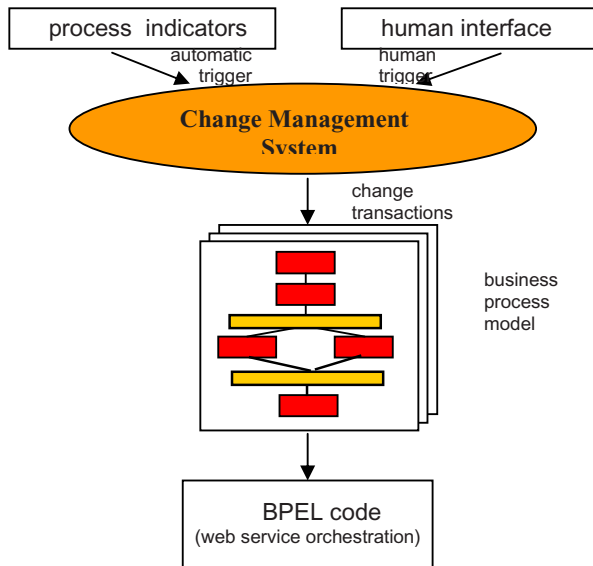 process indicators
human interface
automatic
trigger
human
trigger
Change Management
System
change
transactions
business
process
model
BPEL code
(web service orchestration)